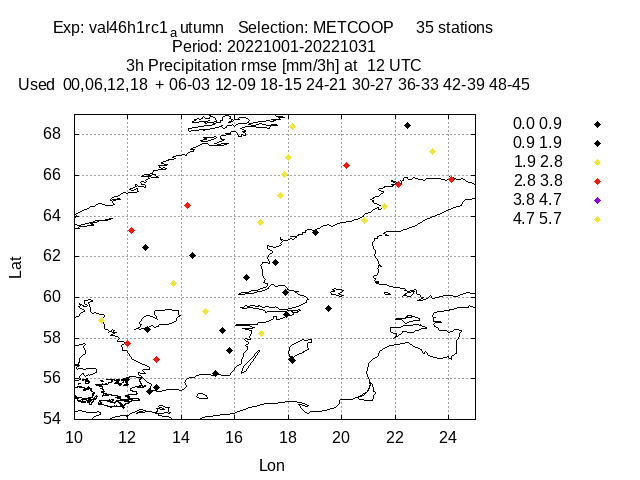 Exp: val46h1rc1autumn Selection: METCOOP 35 stations
Period: 20221001-20221031
3h Precipitation rmse [mm/3h] at 12 UTC
Used 00,06,12,18 + 06-03 12-09 18-15 24-21 30-27 36-33 42-39 48-45
68
66
64
62
60
58
56
54
Lat
10 12 14 16 18 20 22 24
Lon
0.0 0.9
0.9 1.9
1.9 2.8
2.8 3.8
3.8 4.7
4.7 5.7